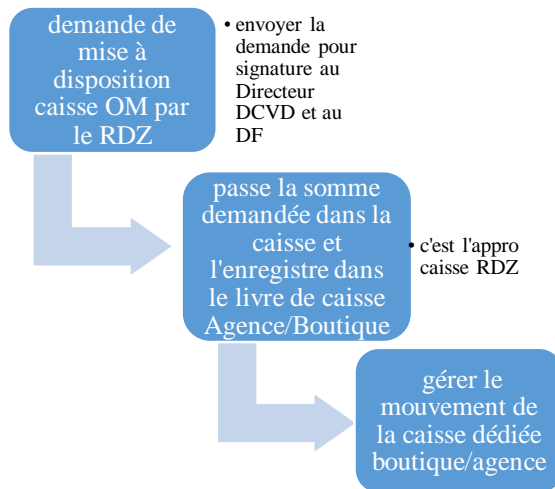 demande de
mise à
disposition
caisse OM par
le RDZ
• envoyer la
demande pour
signature au
Directeur
DCVD et au
DF
passe la somme
demandée dans la
caisse et
l'enregistre dans
le livre de caisse
Agence/Boutique
• c'est l'appro
caisse RDZ
gérer le
mouvement de
la caisse dédiée
boutique/agence